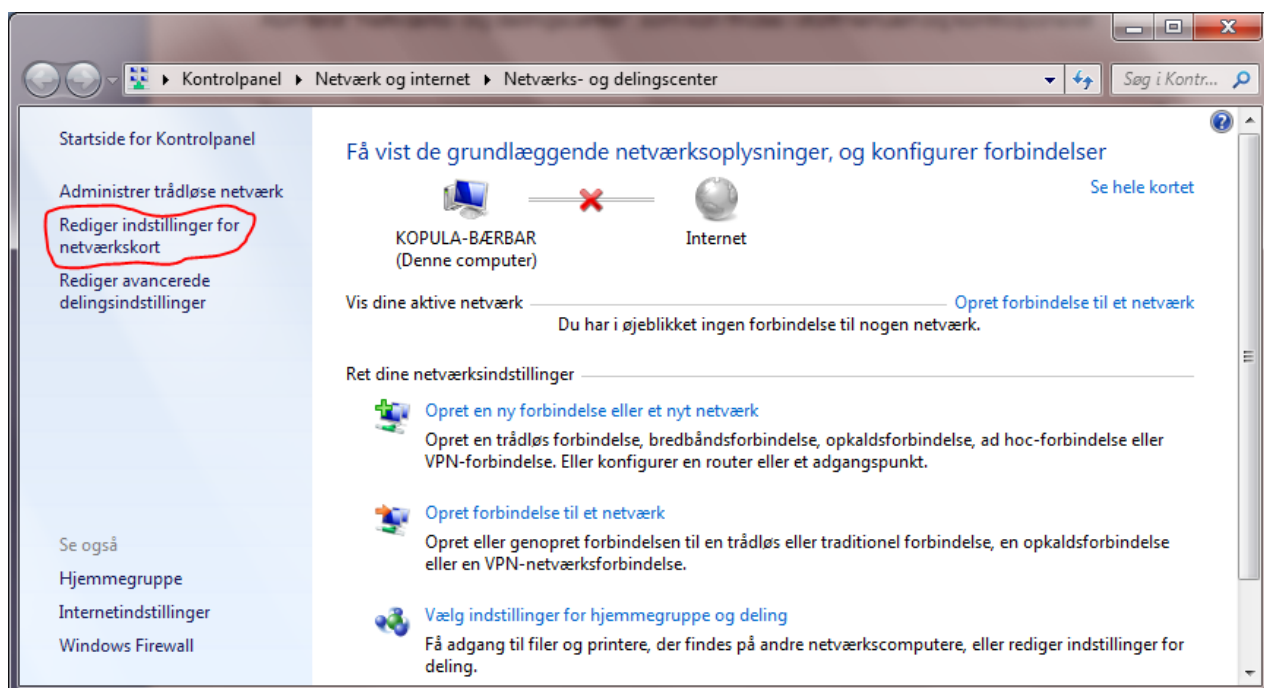 Kontrolpanel Netværk og internet Netværks- og delingscenter
Søg i Kontr...
Startside for Kontrolpanel
Administrer trådløse netværk
Rediger indstillinger for
netværkskort
Rediger avancerede
delingsindstillinger
Se også
Hjemmegruppe
Internetindstillinger
Windows Firewall
Få vist de grundlæggende netværksoplysninger, og konfigurer forbindelser
Se hele kortet
KOPULA-BÆRBAR
(Denne computer)
Internet
Vis dine aktive netværk
Opret forbindelse til et netværk
Du har i øjeblikket ingen forbindelse til nogen netværk.
Ret dine netværksindstillinger
Opret en ny forbindelse eller et nyt netværk
Opret en trådløs forbindelse, bredbåndsforbindelse, opkaldsforbindelse, ad hoc-forbindelse eller
VPN-forbindelse. Eller konfigurer en router eller et adgangspunkt.
Opret forbindelse til et netværk
Opret eller genopret forbindelsen til en trådløs eller traditionel forbindelse, en opkaldsforbindelse
eller en VPN-netværksforbindelse.
Vælg indstillinger for hjemmegruppe og deling
Få adgang til filer og printere, der findes på andre netværkscomputere, eller rediger indstillinger for
deling.